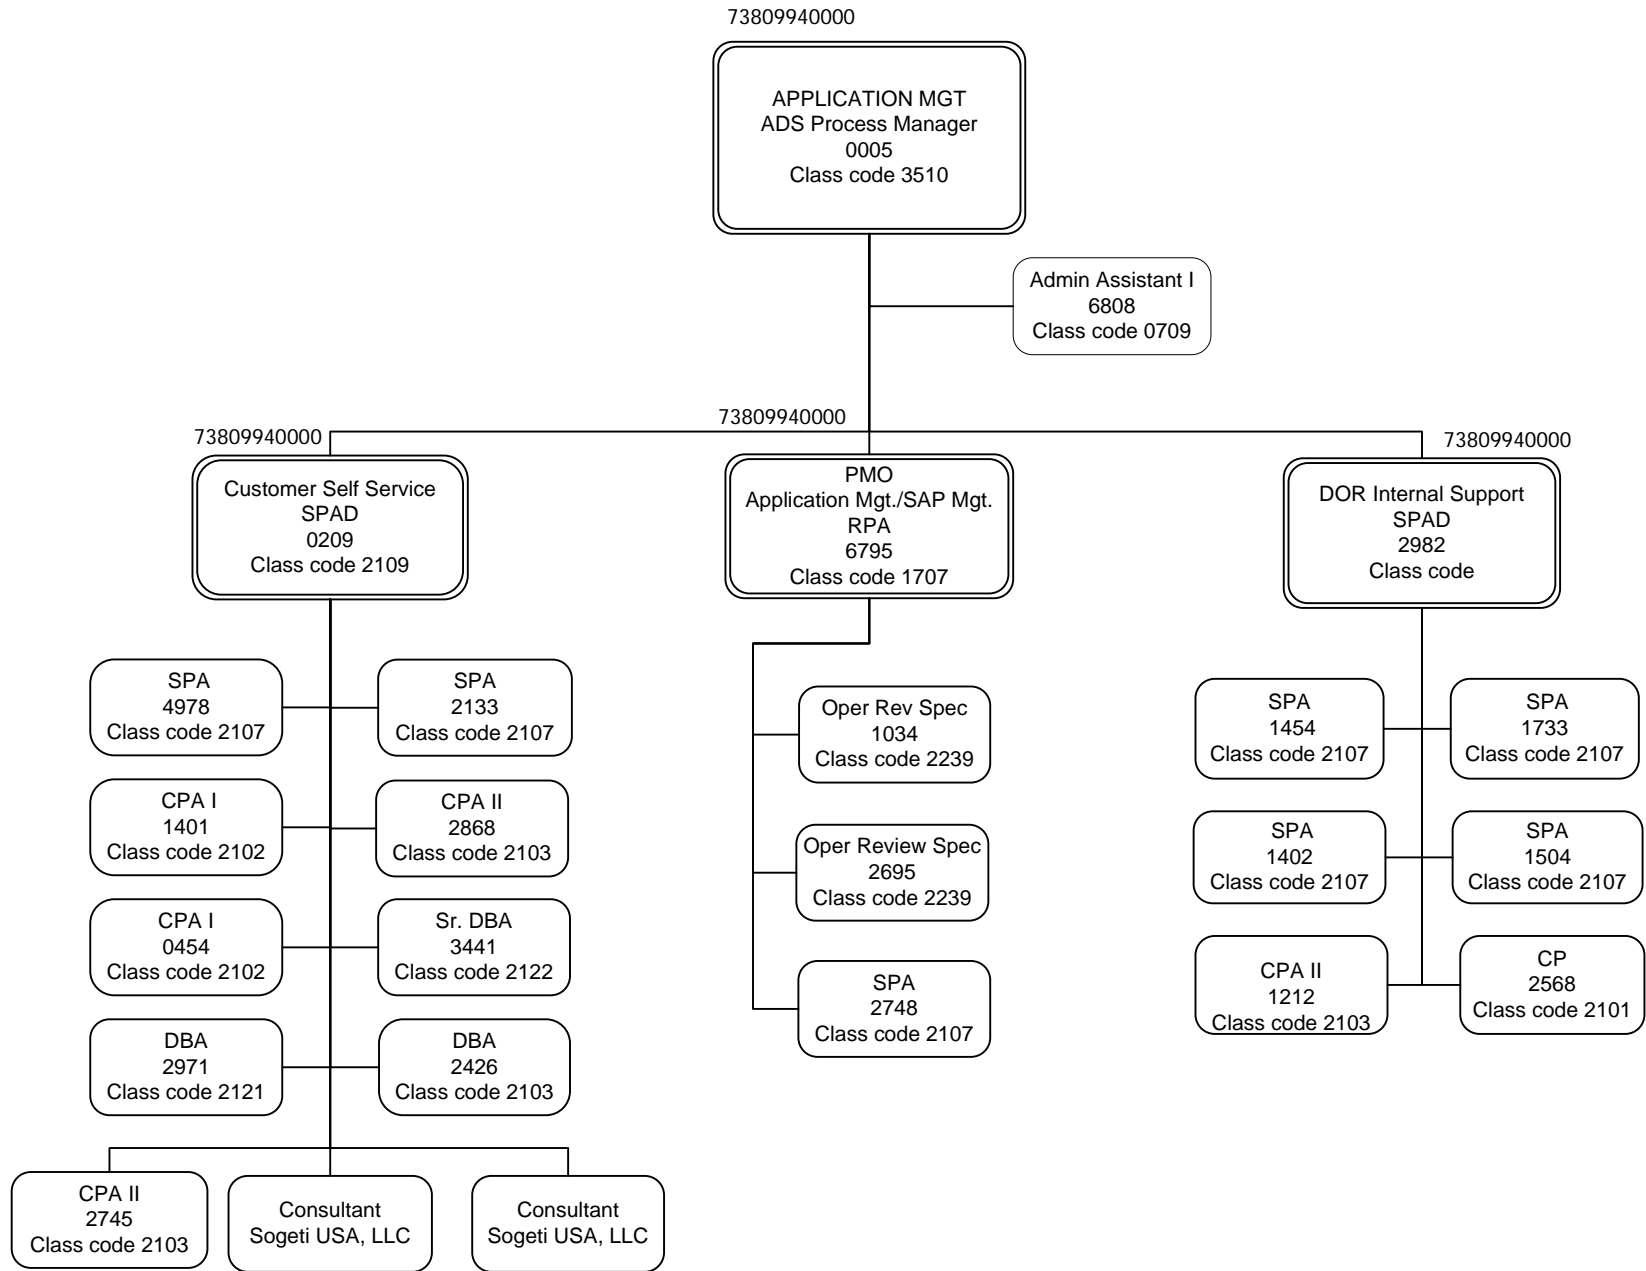 73809940000
APPLICATION MGT
ADS Process Manager
0005
Class code 3510
Admin Assistant I
6808
Class code 0709
73809940000
73809940000
73809940000
Customer Self Service
SPAD
0209
Class code 2109
PMO
Application Mgt./SAP Mgt.
RPA
6795
Class code 1707
DOR Internal Support
SPAD
2982
Class code
SPA
4978
Class code 2107
SPA
2133
Class code 2107
CPA I
1401
Class code 2102
CPA II
2868
Class code 2103
CPA I
0454
Class code 2102
Sr. DBA
3441
Class code 2122
DBA
2971
Class code 2121
DBA
2426
Class code 2103
CPA II
2745
Class code 2103
Consultant
Sogeti USA, LLC
Consultant
Sogeti USA, LLC
Oper Rev Spec
1034
Class code 2239
Oper Review Spec
2695
Class code 2239
SPA
2748
Class code 2107
SPA
1454
Class code 2107
SPA
1733
Class code 2107
SPA
1402
Class code 2107
SPA
1504
Class code 2107
CPA II
1212
Class code 2103
CP
2568
Class code 2101